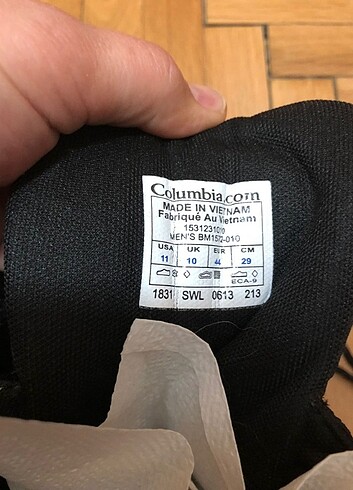 Columbia.com
MADE IN VIETNAM
Fabriqué Au Vietnam
1531231010
MEN'S BM1572-010
USA UK EUR CM
11 10 44 29
ECA-9
1831 SWL 0613 213